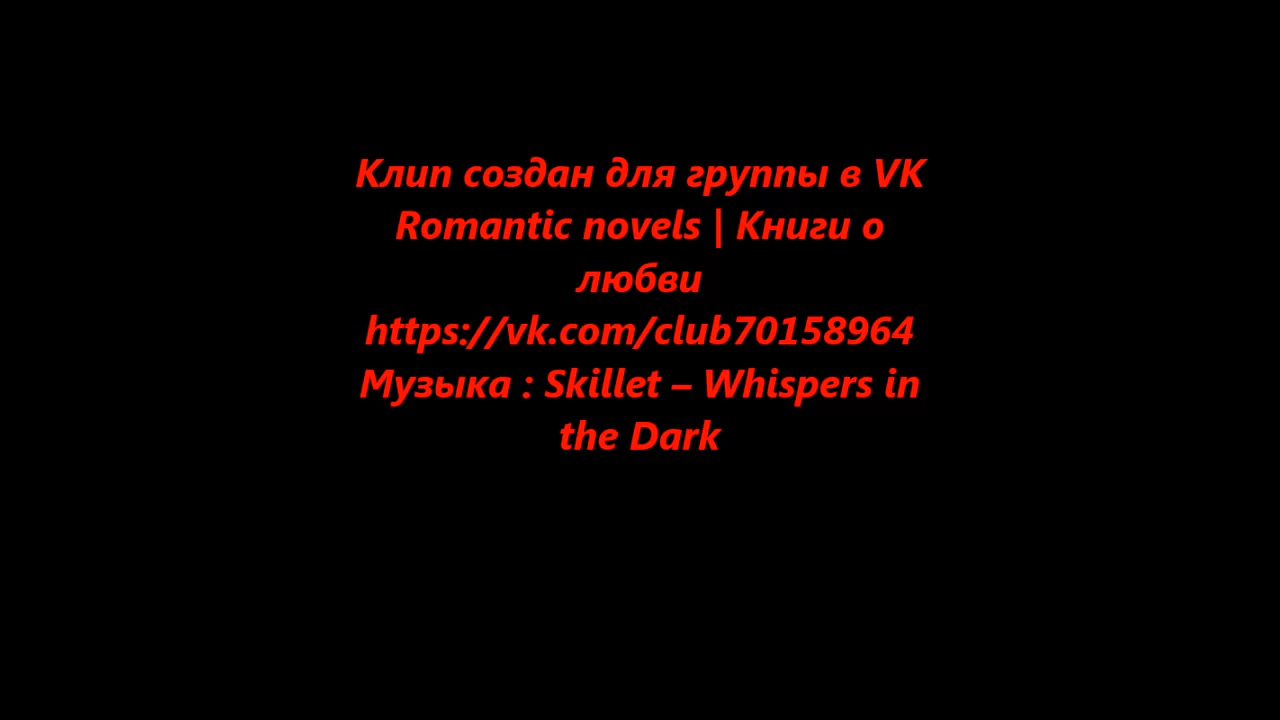 Клип создан для группы в VK
Romantic novels | Книги о
любви
https://vk.com/club70158964
Музыка : Skillet – Whispers in
the Dark